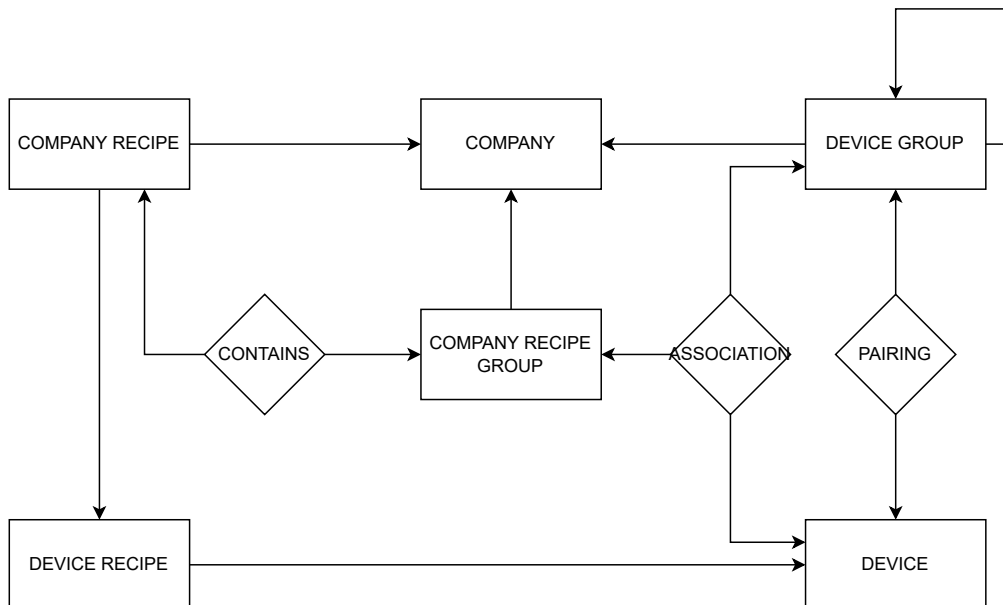 COMPANY RECIPE
COMPANY
DEVICE GROUP
CONTAINS
COMPANY RECIPE
GROUP
ASSOCIATION
PAIRING
DEVICE RECIPE
DEVICE